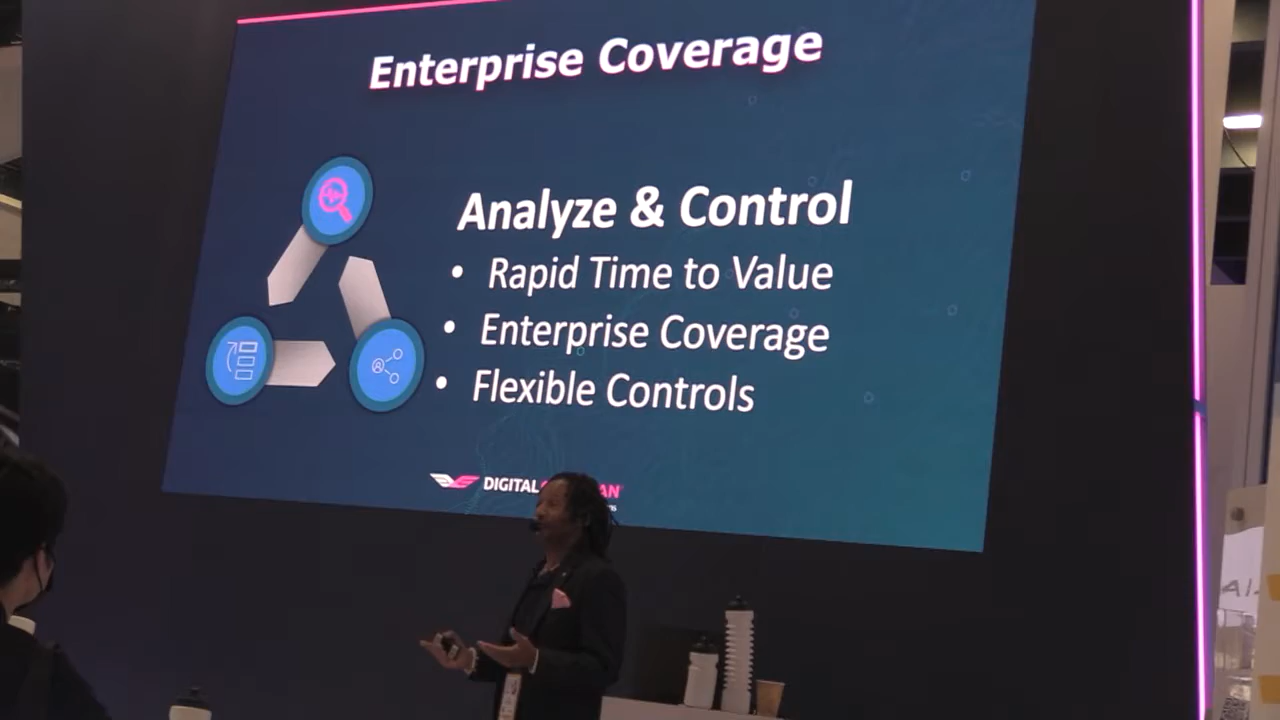 Enterprise Coverage
Analyze & Control
• Rapid Time to Value
• Enterprise Coverage
• Flexible Controls
DIGITAL